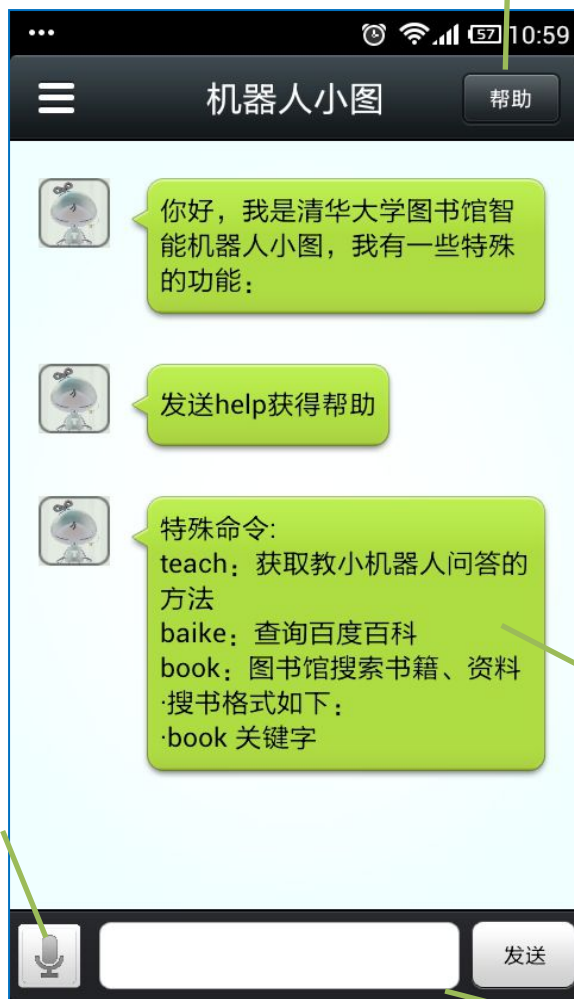 57 10:59
机器人小图
帮助
你好，我是清华大学图书馆智
能机器人小图，我有一些特殊
的功能：
发送help获得帮助
特殊命令:
teach：获取教小机器人问答的
方法
baike：查询百度百科
book：图书馆搜索书籍、资料
·搜书格式如下：
·book 关键字
发送